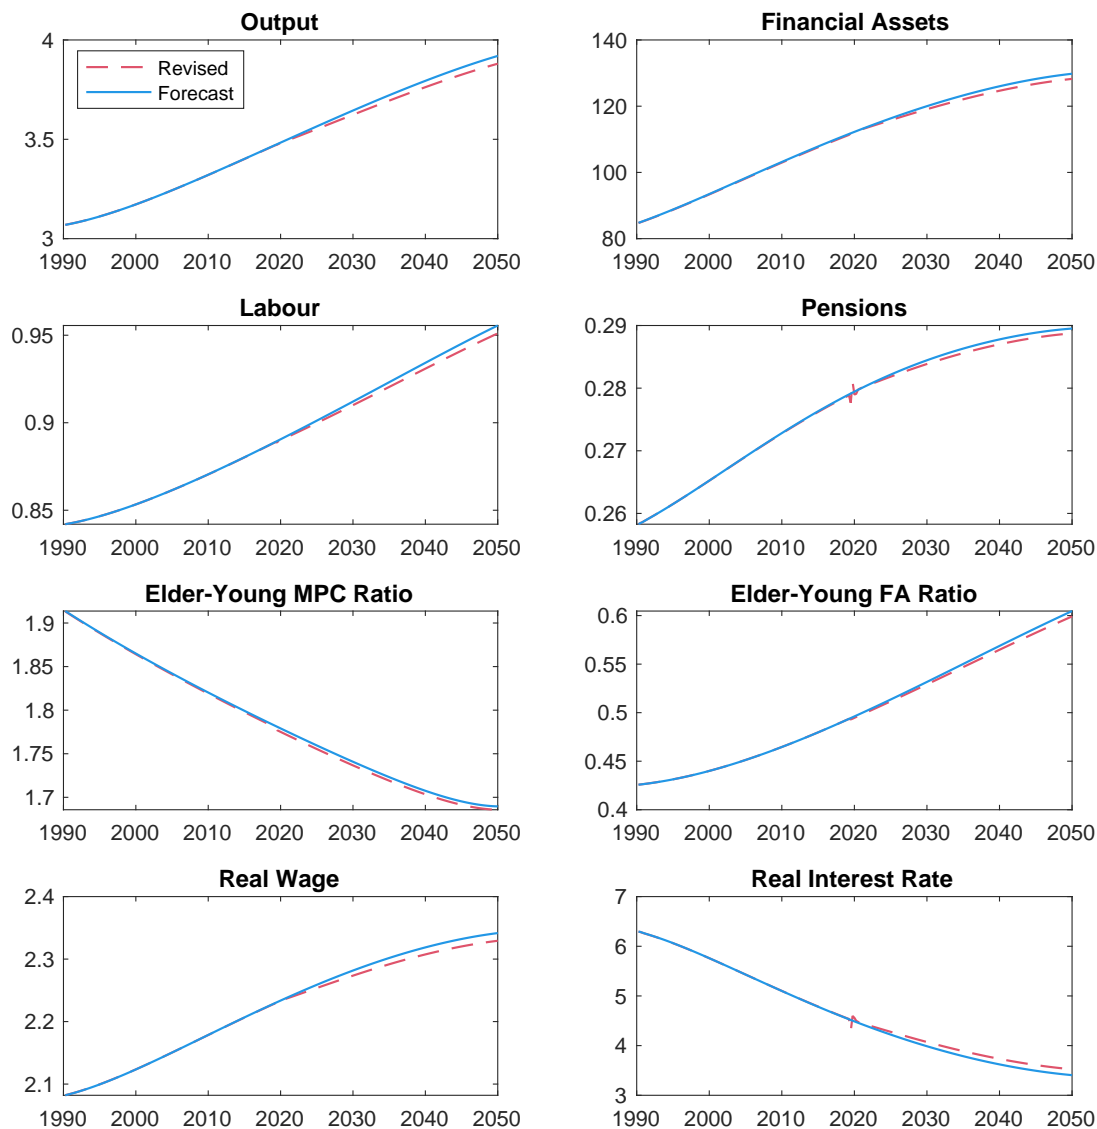 Output
4
3.5
3
Revised
Forecast
1990 2000 2010 2020 2030 2040 2050
Financial Assets
140
120
100
80
1990 2000 2010 2020 2030 2040 2050
Labour
0.95
0.9
0.85
1990 2000 2010 2020 2030 2040 2050
Pensions
0.29
0.28
0.27
0.26
1990 2000 2010 2020 2030 2040 2050
Elder-Young MPC Ratio
1.9
1.85
1.8
1.75
1.7
1990 2000 2010 2020 2030 2040 2050
Elder-Young FA Ratio
0.6
0.55
0.5
0.45
0.4
1990 2000 2010 2020 2030 2040 2050
Real Wage
2.4
2.3
2.2
2.1
1990 2000 2010 2020 2030 2040 2050
Real Interest Rate
7
6
5
4
3
1990 2000 2010 2020 2030 2040 2050